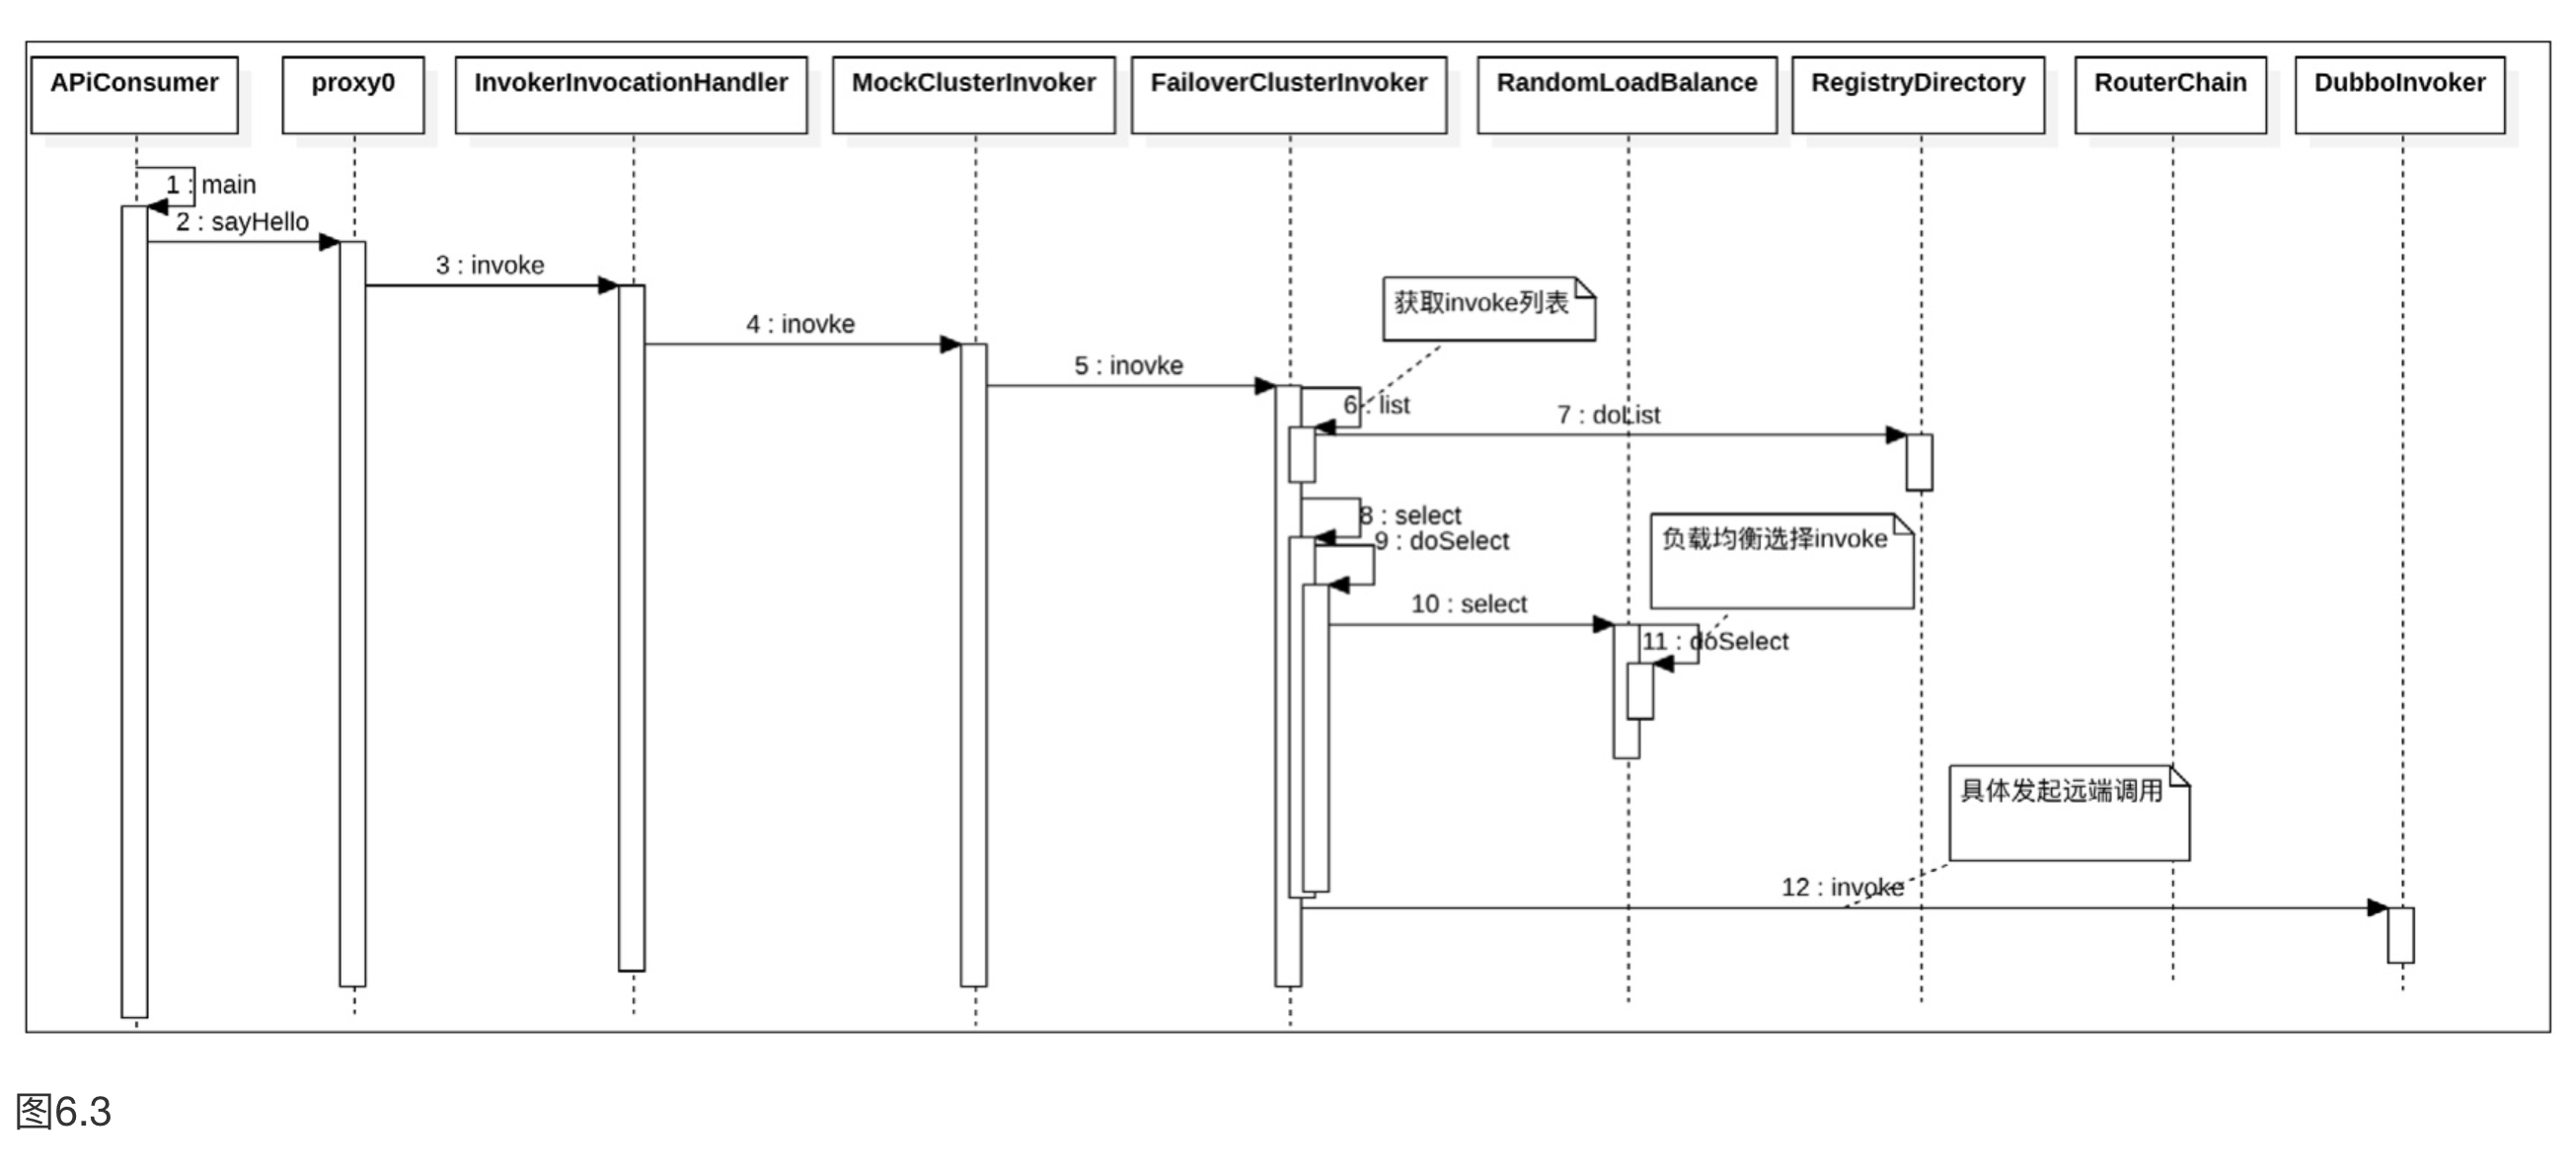 APiConsumer
proxy0
InvokerInvocationHandler
MockClusterInvoker
FailoverClusterInvoker
RandomLoadBalance
RegistryDirectory
RouterChain
DubboInvoker
1 : main
2 : sayHello
3 : invoke
获取invoke列表
4 : inovke
5 : inovke
6 : list
7 : doList
8 : select
9 : doSelect
负载均衡选择invoke
10 : select
11 : doSelect
具体发起远端调用
12 : invoke
图6.3